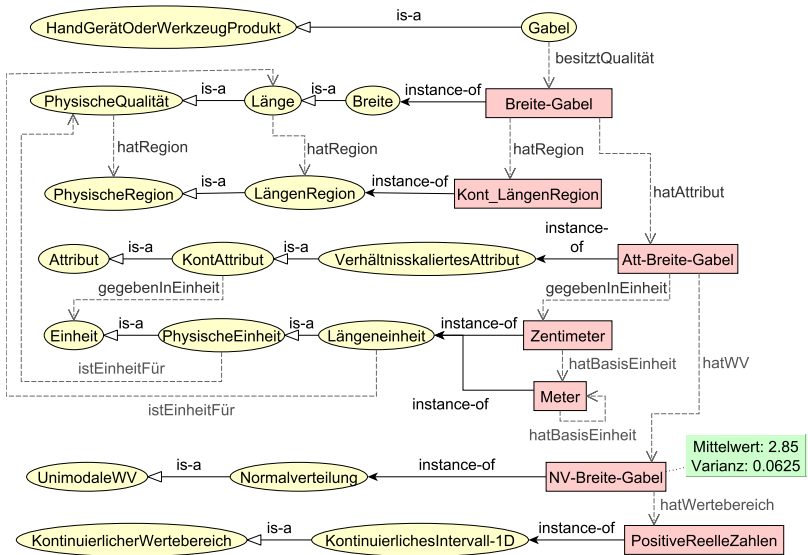 HandGerätOderWerkzeugProdukt
is-a
Gabel
besitztQualität
PhysischeQualität
is-a
Länge
is-a
Breite
instance-of
Breite-Gabel
hatRegion
hatRegion
hatRegion
hatAttribut
PhysischeRegion
is-a
LängenRegion
instance-of
Kont_LängenRegion
Attribut
is-a
KontAttribut
is-a
VerhältnisskaliertesAttribut
instance-
of
Att-Breite-Gabel
gegebenInEinheit
gegebenInEinheit
Einheit
is-a
PhysischeEinheit
is-a
Längeneinheit
instance-of
Zentimeter
istEinheitFür
hatBasisEinheit
hatWV
istEinheitFür
instance-of
Meter
hatBasisEinheit
UnimodaleWV
is-a
Normalverteilung
instance-of
NV-Breite-Gabel
Mittelwert: 2.85
Varianz: 0.0625
hatWertebereich
KontinuierlicherWertebereich
is-a
KontinuierlichesIntervall-1D
instance-of
PositiveReelleZahlen